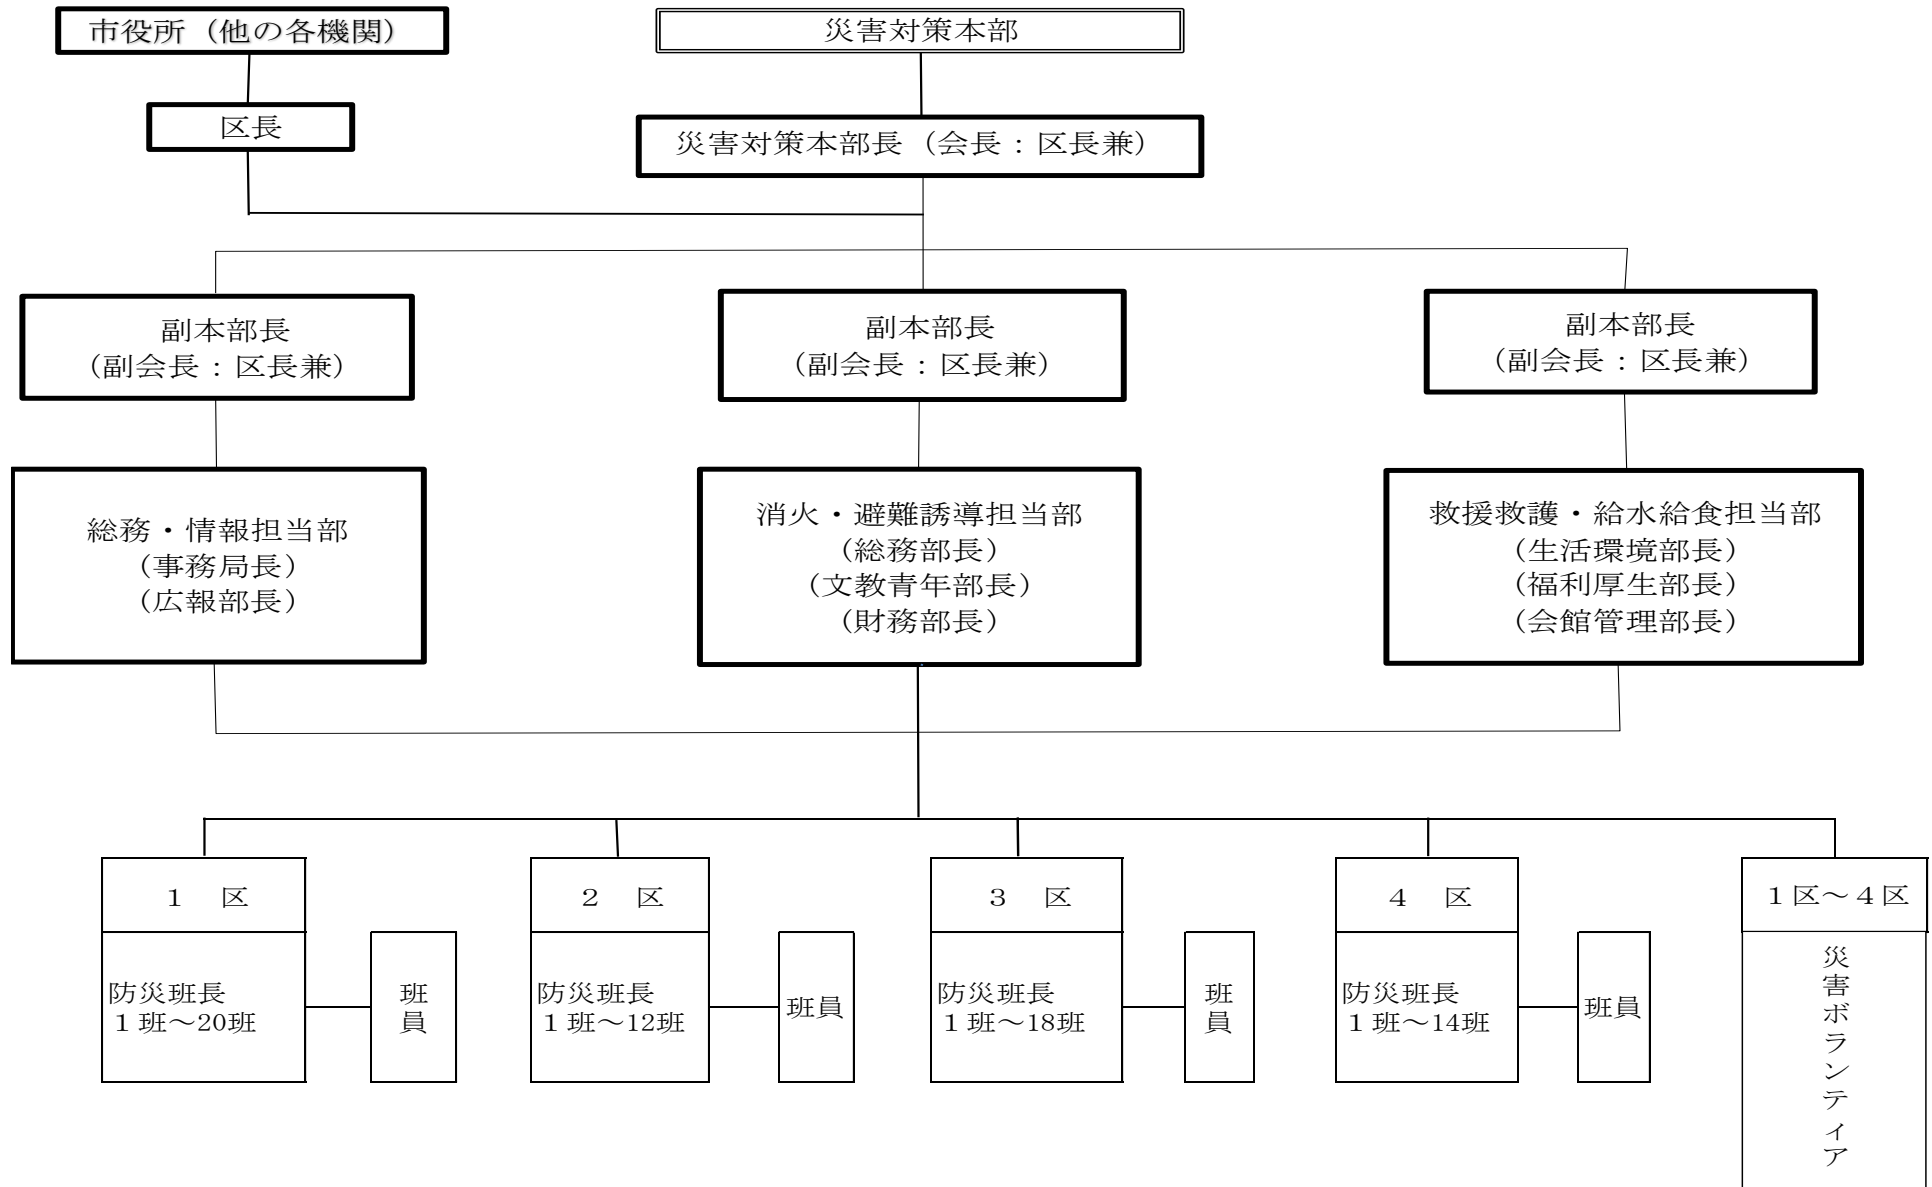 市役所（他の各機関）
災害対策本部
区長
災害対策本部長（会長：区長兼）
副本部長
（副会長：区長兼）
副本部長
（副会長：区長兼）
副本部長
（副会長：区長兼）
総務・情報担当部
（事務局長）
（広報部長）
消火・避難誘導担当部
（総務部長）
（文教青年部長）
（財務部長）
救援救護・給水給食担当部
（生活環境部長）
（福利厚生部長）
（会館管理部長）
１　区
防災班長
１班～20班
班員
２　区
防災班長
１班～12班
班員
３　区
防災班長
１班～18班
班員
４　区
防災班長
１班～14班
班員
１区～４区
災害ボランティア